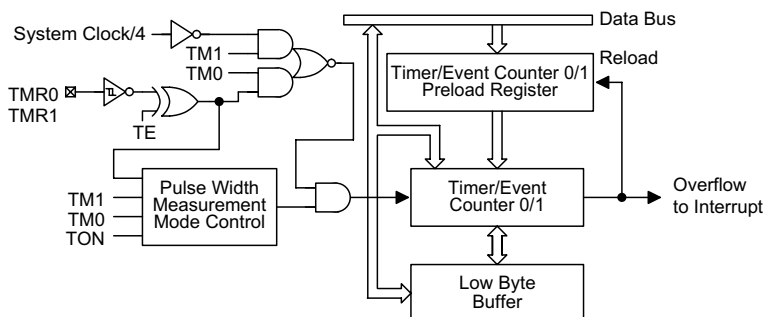 System Clock/4
TM1
TM0
TMR0
TMR1
TE
TM1
TM0
TON
Pulse Width
Measurement
Mode Control
Data Bus
Timer/Event Counter 0/1
Preload Register
Reload
Timer/Event
Counter 0/1
Overflow
to Interrupt
Low Byte
Buffer